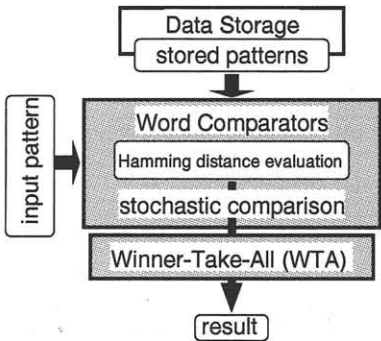 Data Storage
stored patterns
input pattern
Word Comparators
Hamming distance evaluation
stochastic comparison
Winner-Take-All (WTA)
result